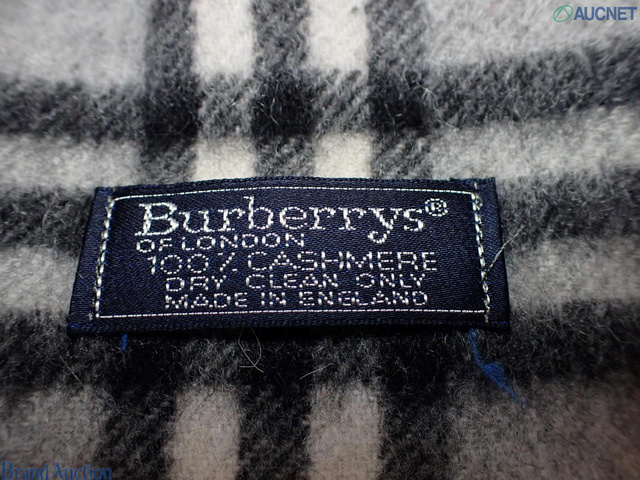 AUCNET
Burberrys®
OF LONDON
100% CASHMERE
DRY CLEAN ONLY
MADE IN ENGLAND
Brand Auction